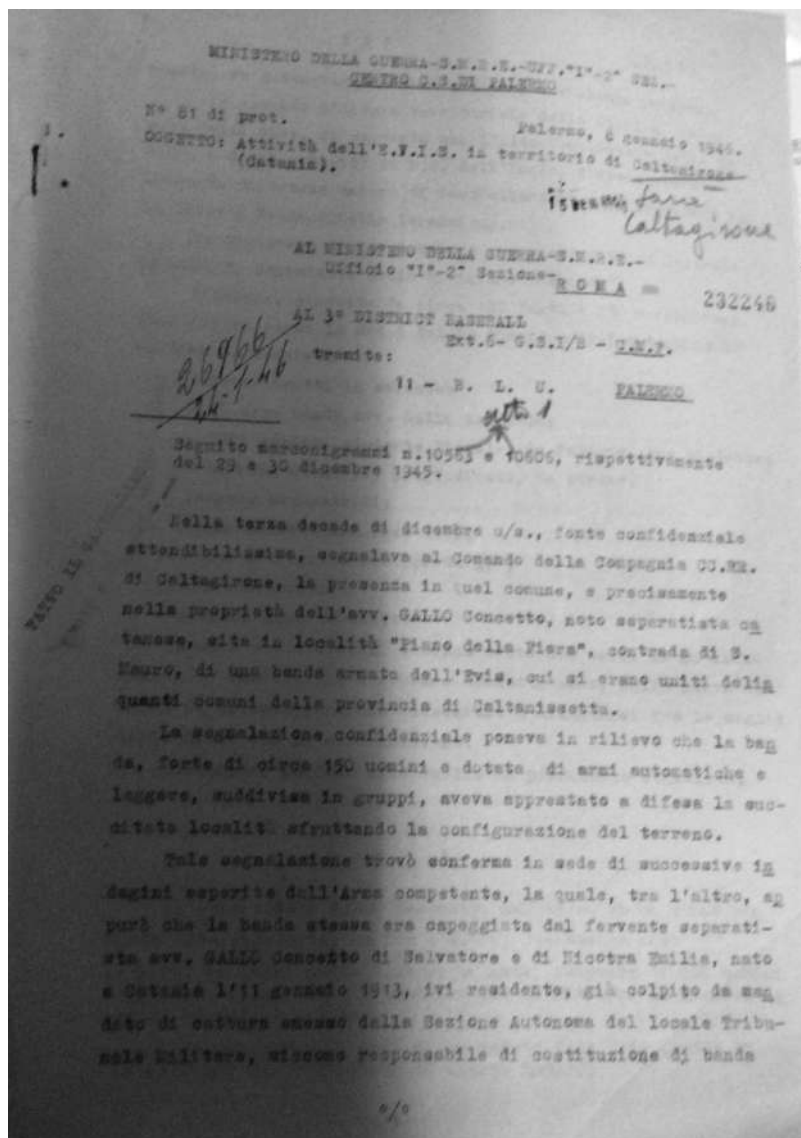 MINISTERO DELLA GUERRA-S.M.R.E.-UFF."I"-2^ SEZ.-
CENTRO C.S. DI PALERMO
N° 81 di prot.
Palermo, 6 gennaio 1946.
OGGETTO: Attività dell'E.V.I.S. in territorio di Caltagirone
(Catania).
Caltagirone
AL MINISTERO DELLA GUERRA-S.M.R.E.-
Ufficio "I"-2^ Sezione-
R O M A =
232248
AL 3° DISTRICT BASEBALL
Ext.6- G.S.I/B - C.M.F.
26966
24-1-46
tramite:
11 - B. L. U. PALERMO
Seguito marconigrammi n.10563 e 10606, rispettivamente
del 29 e 30 dicembre 1945.
Nella terza decade di dicembre u/s., fonte confidenziale
attendibilissima, segnalava al Comando della Compagnia CC.RR.
di Caltagirone, la presenza in quel comune, e precisamente
nella proprietà dell'avv. GALLO Concetto, noto separatista ca
tanese, sita in località "Piano della Fiera", contrada di S.
Mauro, di una banda armata dell'Evis, cui si erano uniti delin
quenti comuni della provincia di Caltanissetta.
La segnalazione confidenziale poneva in rilievo che la ban
da, forte di circa 150 uomini e dotata di armi automatiche e
leggere, suddivisa in gruppi, aveva apprestato a difesa la suc-
citata località sfruttando la configurazione del terreno.
Tale segnalazione trovò conferma in sede di successive in
dagini esperite dall'Arma competente, la quale, tra l'altro, ap
purò che la banda stessa era capeggiata dal fervente separati-
sta avv. GALLO Concetto di Salvatore e di Nicotra Emilia, nato
a Catania l'11 gennaio 1913, ivi residente, già colpito da man
dato di cattura emesso dalla Sezione Autonoma del locale Tribu-
nale Militare, siccome responsabile di costituzione di banda
o/o